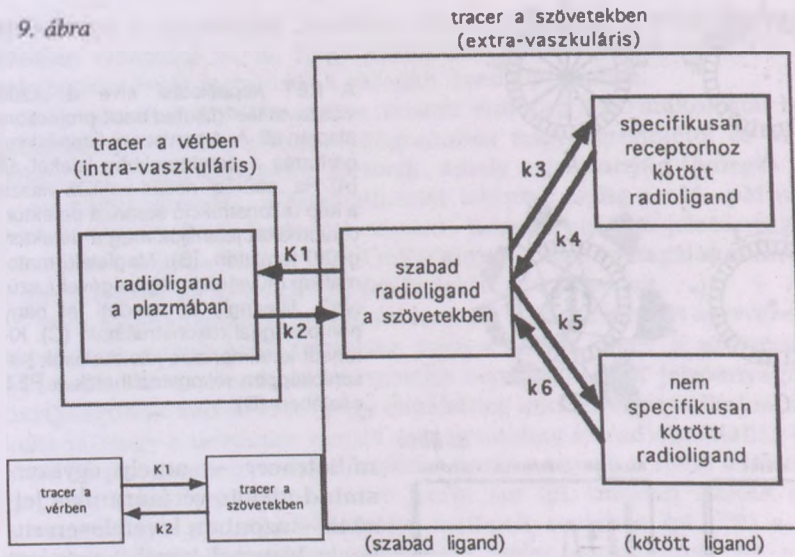 9. ábra
tracer a szövetekben
(extra-vaszkuláris)
tracer a vérben
(intra-vaszkuláris)
radioligand
a plazmában
K1
k2
szabad
radioligand
a szövetekben
k3
k4
k5
k6
specifikusan
receptorhoz
kötött
radioligand
nem
specifikusan
kötött
radioligand
tracer
vérben
K1
k2
tracer a
szövetekben
(szabad ligand)
(kötött ligand)